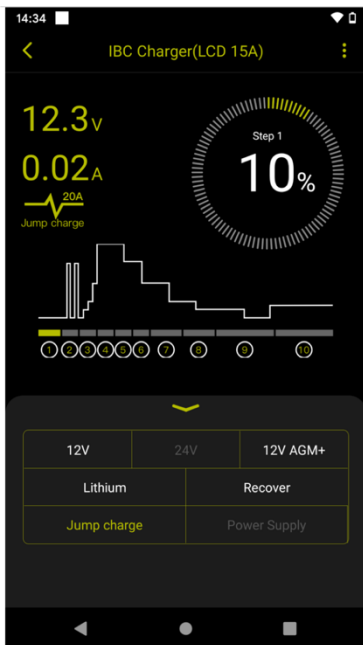 14:34
IBC Charger(LCD 15A)
12.3V
0.02A
20A
Jump charge
Step 1
10%
1 2 3 4 5 6 7 8 9 10
12V 24V 12V AGM+
Lithium Recover
Jump charge Power Supply